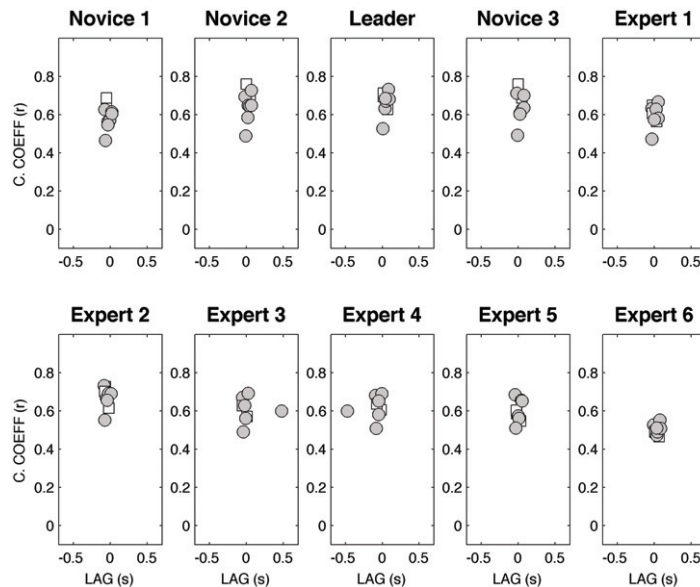 Novice 1 Novice 2 Leader Novice 3 Expert 1
0.8 0.8 0.8 0.8 0.8
0.6 0.6 0.6 0.6 0.6
C. COEFF (r)
0.4 0.4 0.4 0.4 0.4
0.2 0.2 0.2 0.2 0.2
0 0 0 0 0
-0.5 0 0.5 -0.5 0 0.5 -0.5 0 0.5 -0.5 0 0.5 -0.5 0 0.5
Expert 2 Expert 3 Expert 4 Expert 5 Expert 6
0.8 0.8 0.8 0.8 0.8
0.6 0.6 0.6 0.6 0.6
C. COEFF (r)
0.4 0.4 0.4 0.4 0.4
0.2 0.2 0.2 0.2 0.2
0 0 0 0 0
-0.5 0 0.5 -0.5 0 0.5 -0.5 0 0.5 -0.5 0 0.5 -0.5 0 0.5
LAG (s) LAG (s) LAG (s) LAG (s) LAG (s)